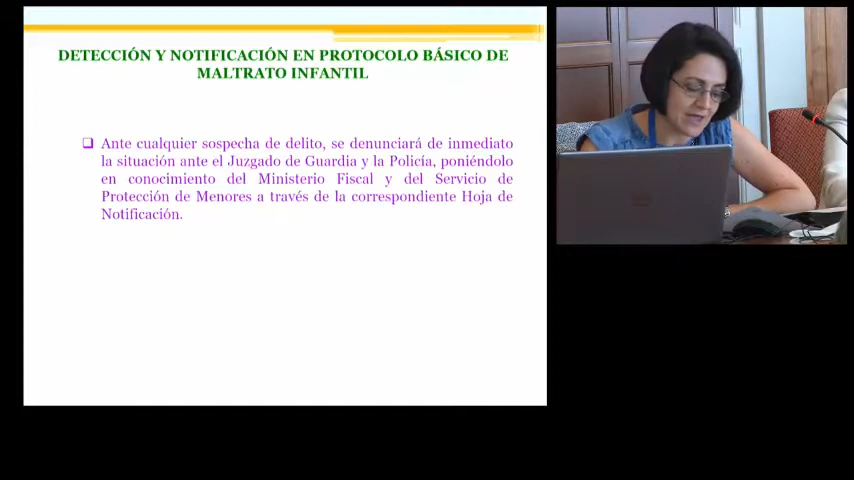 DETECCIÓN Y NOTIFICACIÓN EN PROTOCOLO BÁSICO DE
MALTRATO INFANTIL
Ante cualquier sospecha de delito, se denunciará de inmediato
la situación ante el Juzgado de Guardia y la Policía, poniéndolo
en conocimiento del Ministerio Fiscal y del Servicio de
Protección de Menores a través de la correspondiente Hoja de
Notificación.